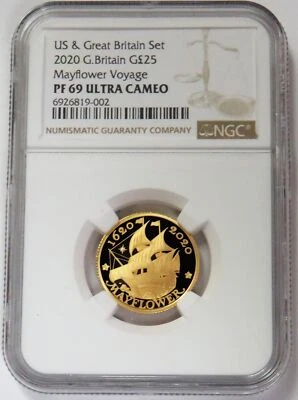 US & Great Britain Set
2020 G.Britain G£25
Mayflower Voyage
PF 69 ULTRA CAMEO
6926819-002
NUMISMATIC GUARANTY COMPANY
NGC
1620 2020
MAYFLOWER